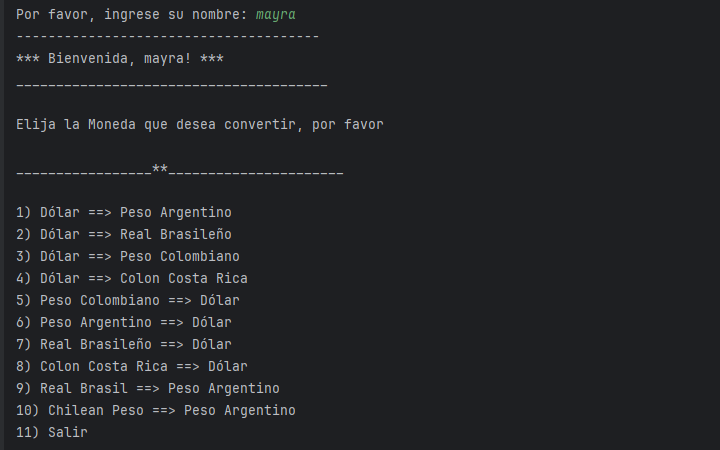 Por favor, ingrese su nombre: mayra
--------------------------------------
*** Bienvenida, mayra! ***
_______________________________________
Elija la Moneda que desea convertir, por favor
_________________**______________________
1) Dólar ==> Peso Argentino
2) Dólar ==> Real Brasileño
3) Dólar ==> Peso Colombiano
4) Dólar ==> Colon Costa Rica
5) Peso Colombiano ==> Dólar
6) Peso Argentino ==> Dólar
7) Real Brasileño ==> Dólar
8) Colon Costa Rica ==> Dólar
9) Real Brasil ==> Peso Argentino
10) Chilean Peso ==> Peso Argentino
11) Salir